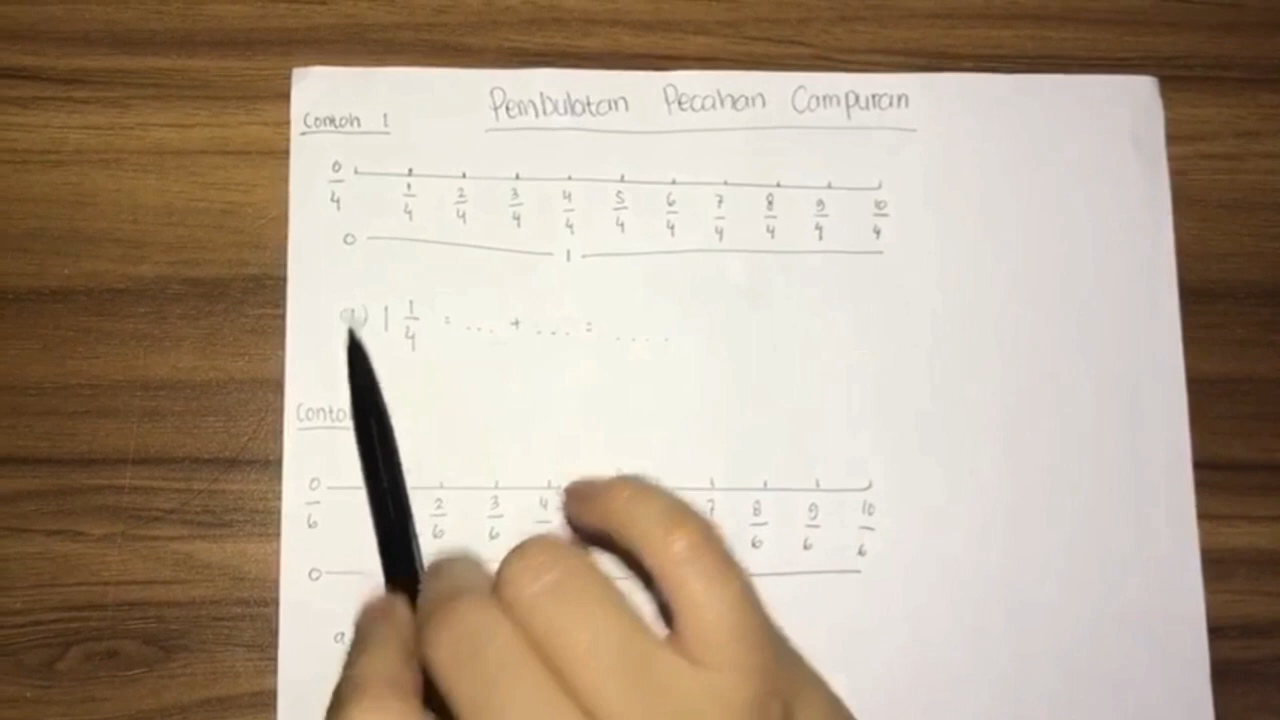 Pembulatan Pecahan Campuran
Contoh 1
0/4 1/4 2/4 3/4 4/4 5/4 6/4 7/4 8/4 9/4 10/4
0 1
a) 1 1/4 = ... + ... = ....
0/6 2/6 3/6 4 7 8/6 9/6 10/6
0
a